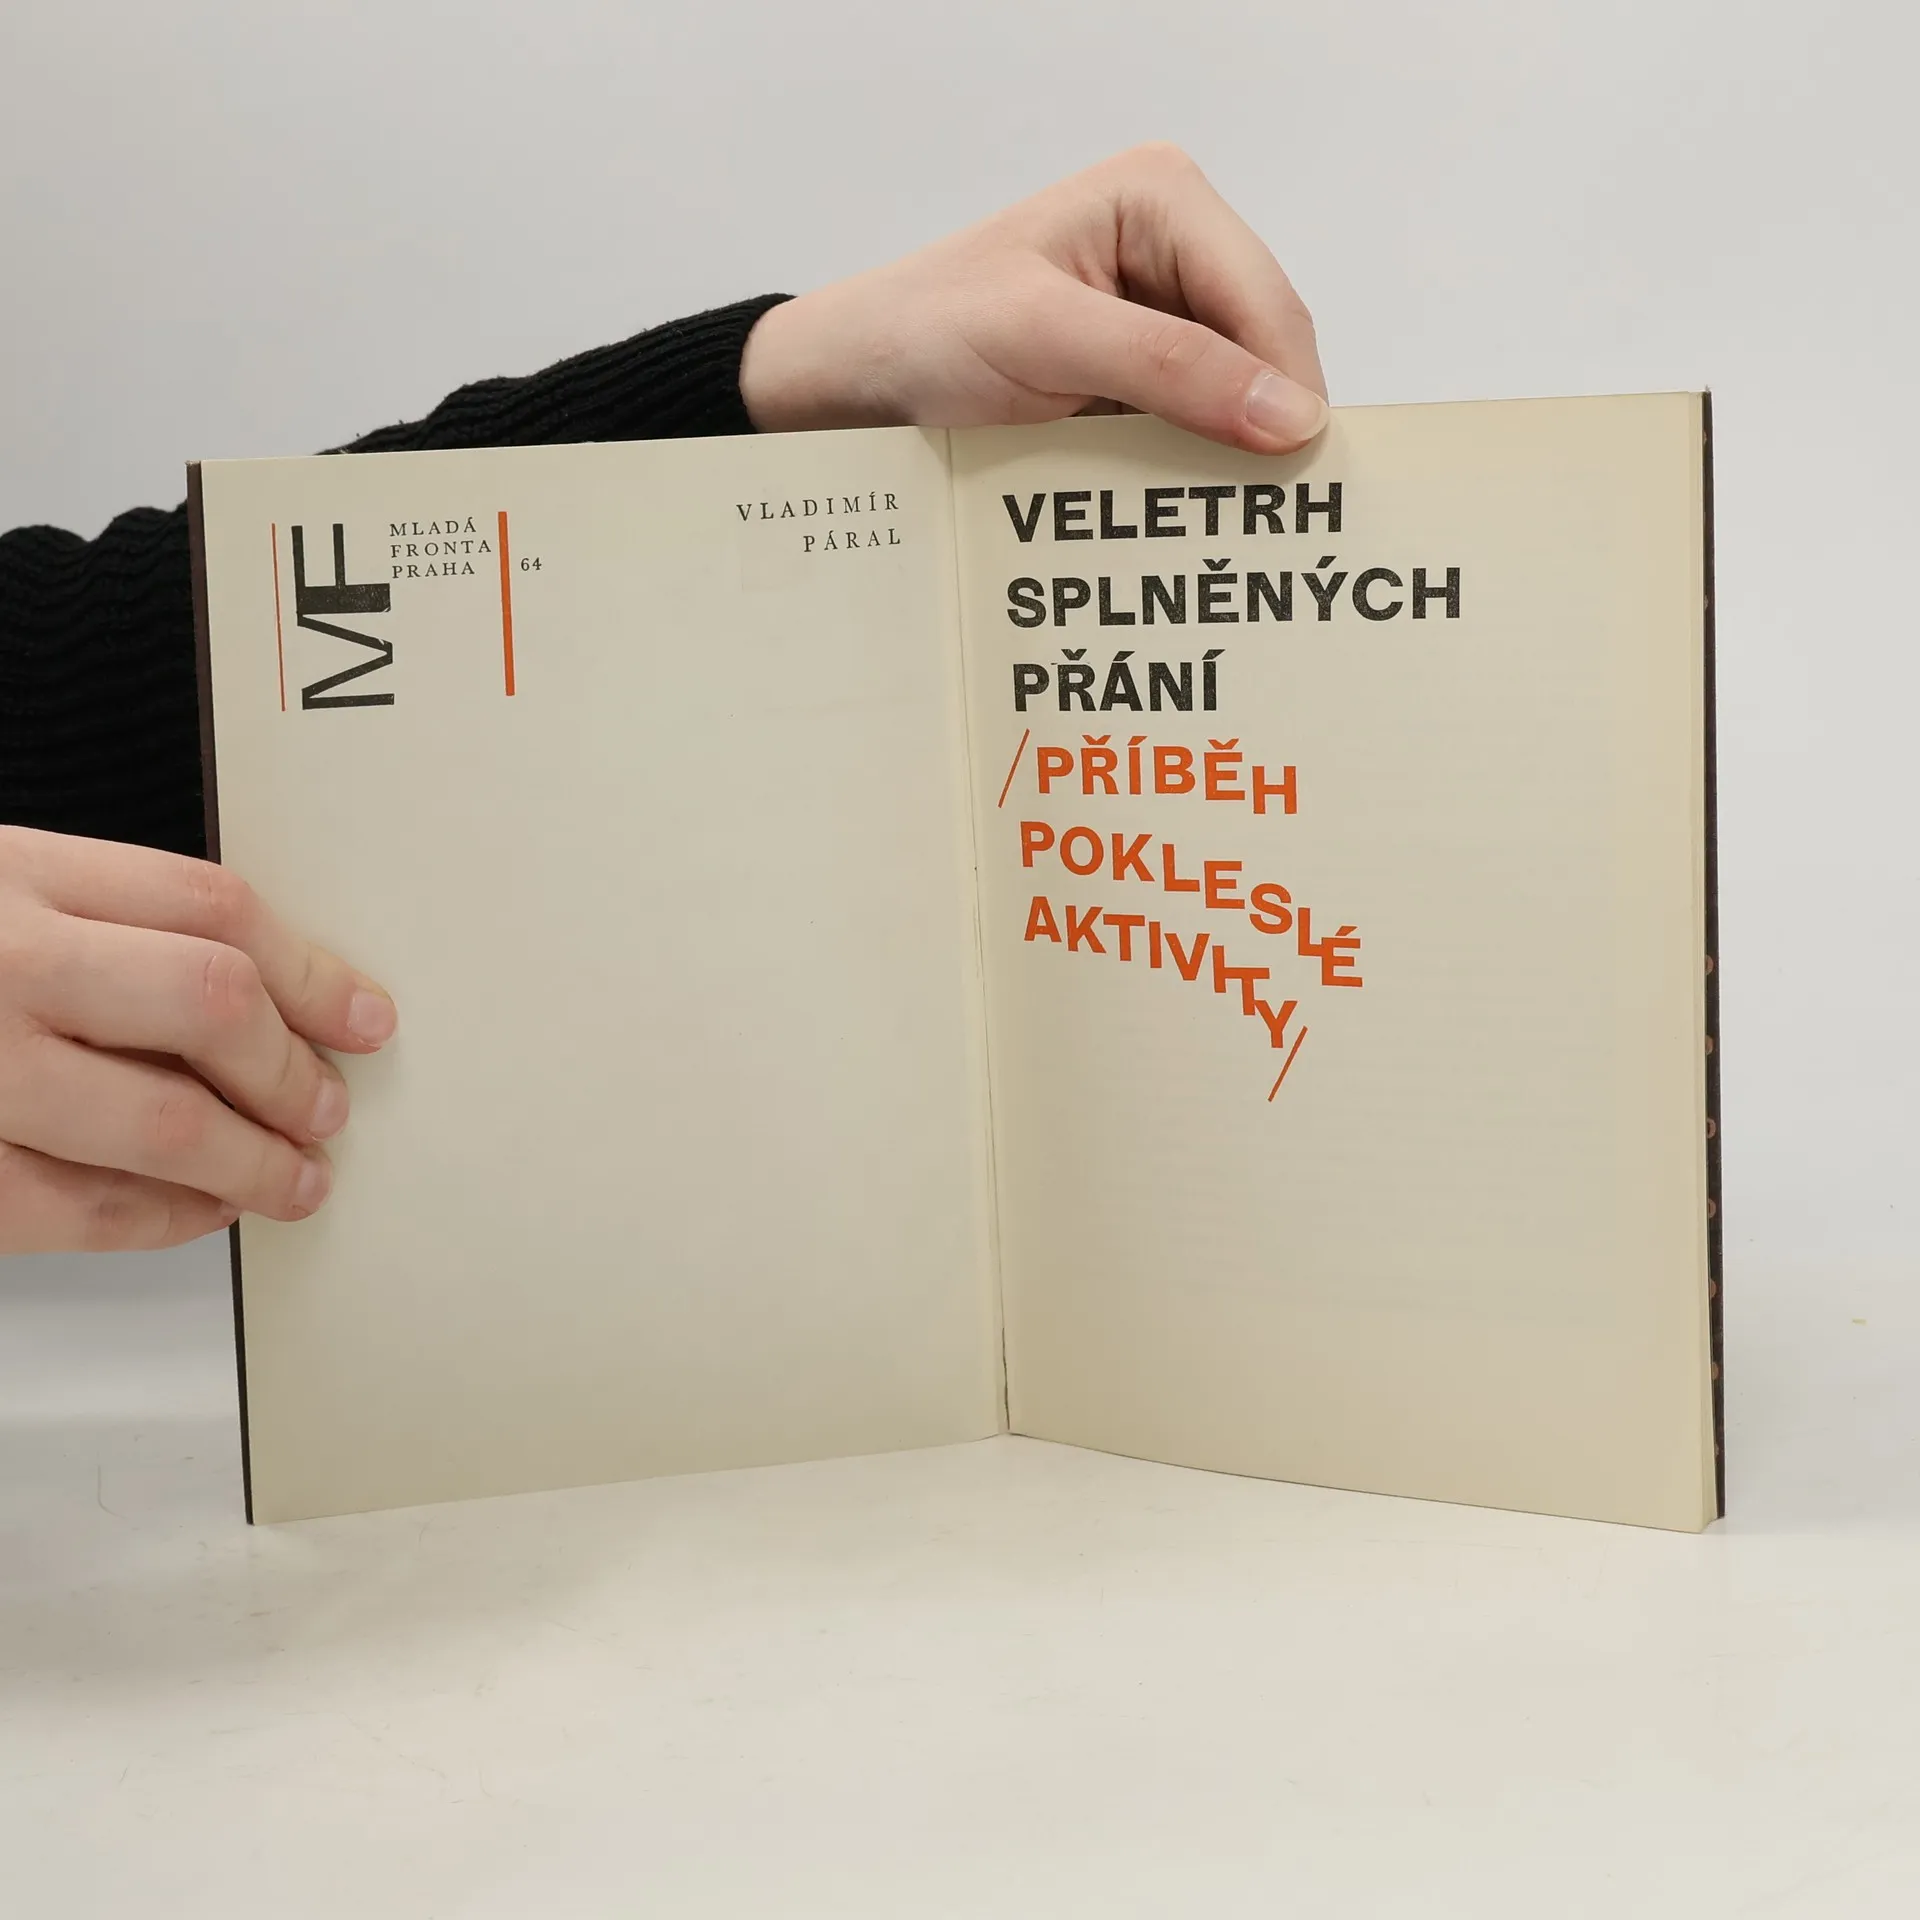 MF
MLADÁ
FRONTA
PRAHA
64
VLADIMÍR
PÁRAL
VELETRH
SPLNĚNÝCH
PŘÁNÍ
/PŘÍBĚH
POKLESLÉ
AKTIVITY/